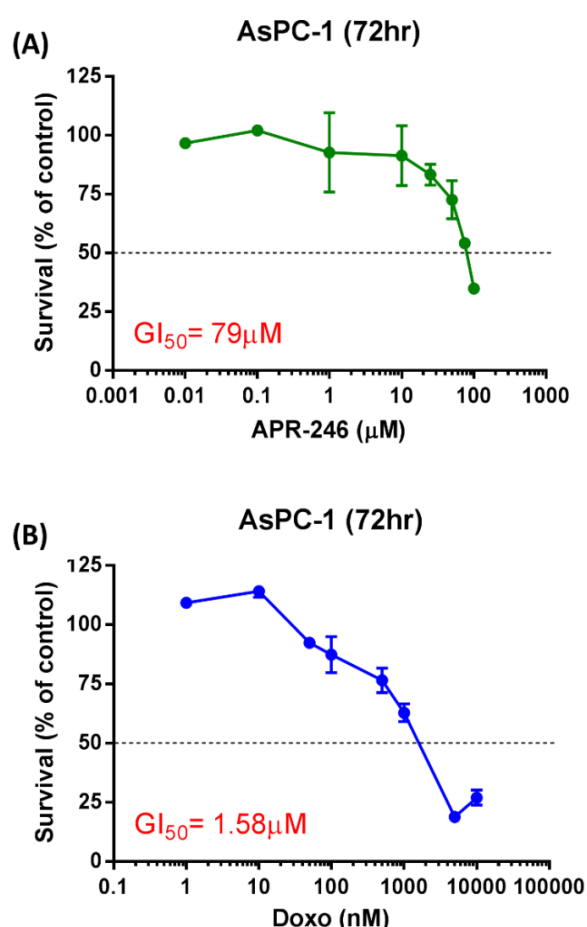 (A)
AsPC-1 (72hr)
Survival (% of control)
125
100
75
50
25
0
GI50= 79μM
0.001 0.01 0.1 1 10 100 1000
APR-246 (μM)
(B)
AsPC-1 (72hr)
Survival (% of control)
125
100
75
50
25
0
GI50= 1.58μM
0.1 1 10 100 1000 10000 100000
Doxo (nM)